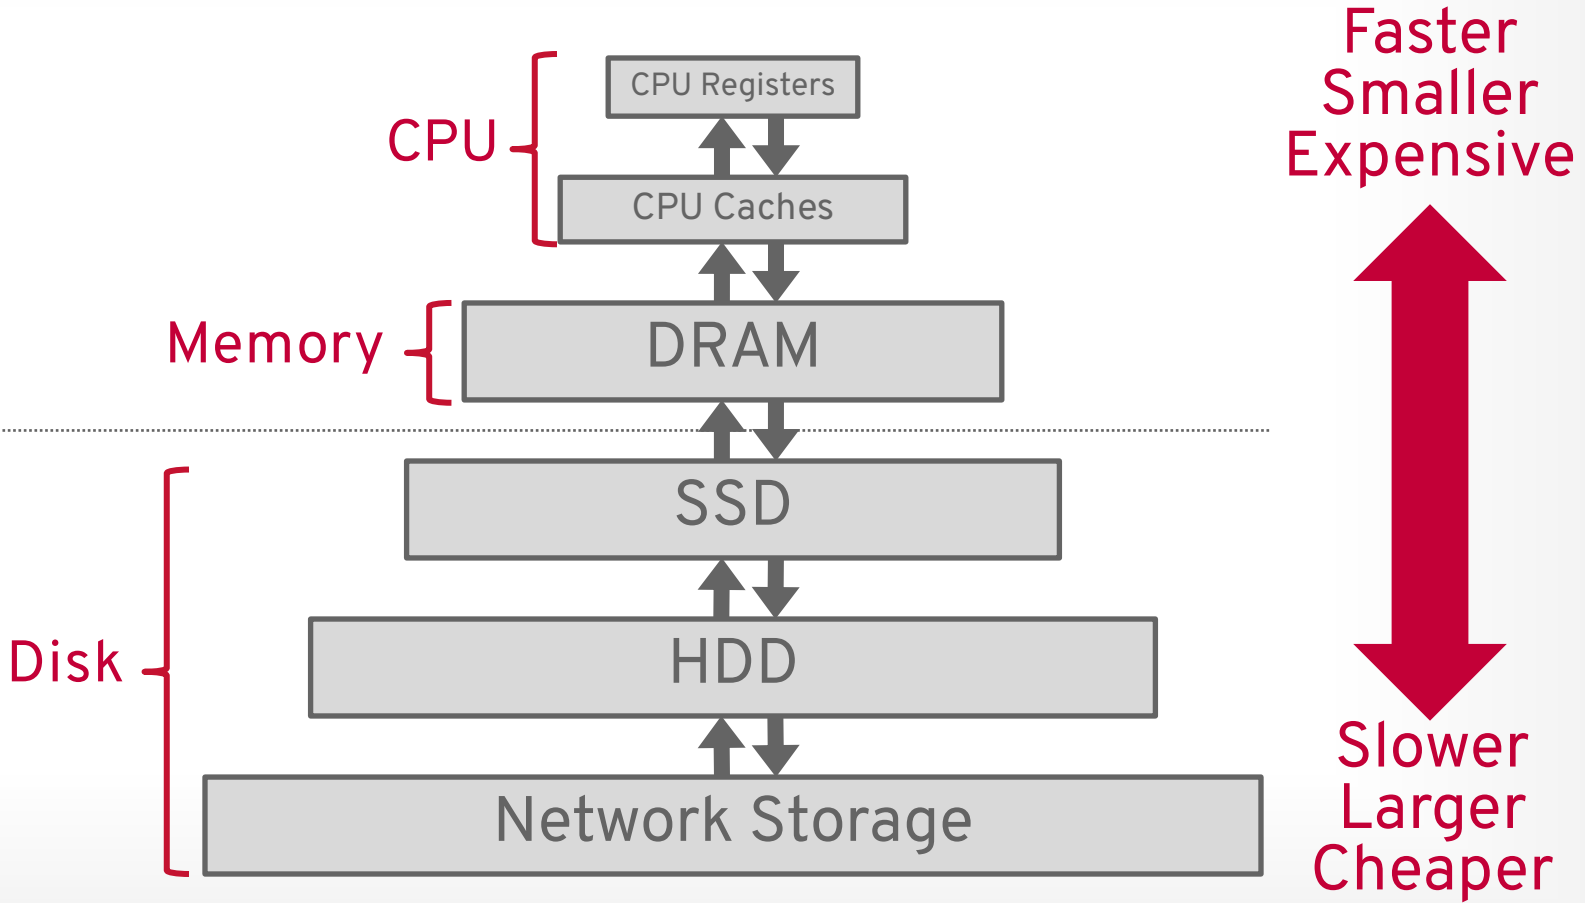 Faster
Smaller
Expensive
CPU Registers
CPU
CPU Caches
Memory
DRAM
SSD
Disk
HDD
Network Storage
Slower
Larger
Cheaper